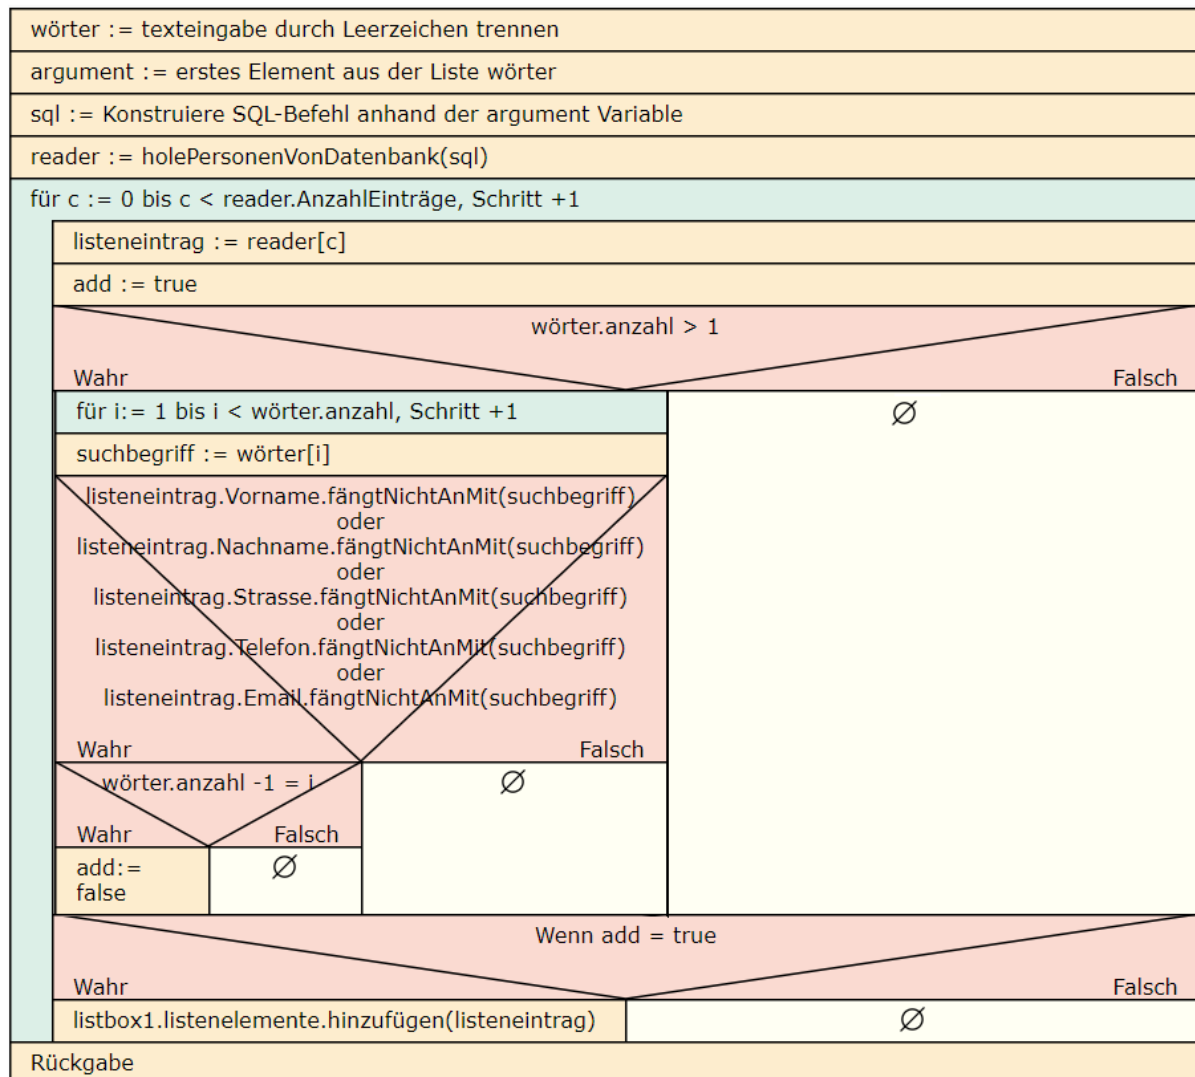 wörter := texteingabe durch Leerzeichen trennen
argument := erstes Element aus der Liste wörter
sql := Konstruiere SQL-Befehl anhand der argument Variable
reader := holePersonenVonDatenbank(sql)
für c := 0 bis c < reader.AnzahlEinträge, Schritt +1
listeneintrag := reader[c]
add := true
wörter.anzahl > 1
Wahr Falsch
für i:= 1 bis i < wörter.anzahl, Schritt +1
∅
suchbegriff := wörter[i]
listeneintrag.Vorname.fängtNichtAnMit(suchbegriff)
oder
listeneintrag.Nachname.fängtNichtAnMit(suchbegriff)
oder
listeneintrag.Strasse.fängtNichtAnMit(suchbegriff)
oder
listeneintrag.Telefon.fängtNichtAnMit(suchbegriff)
oder
listeneintrag.Email.fängtNichtAnMit(suchbegriff)
Wahr Falsch
wörter.anzahl -1 = i
∅
Wahr Falsch
add:=
false
∅
Wenn add = true
Wahr Falsch
listbox1.listenelemente.hinzufügen(listeneintrag)
∅
Rückgabe